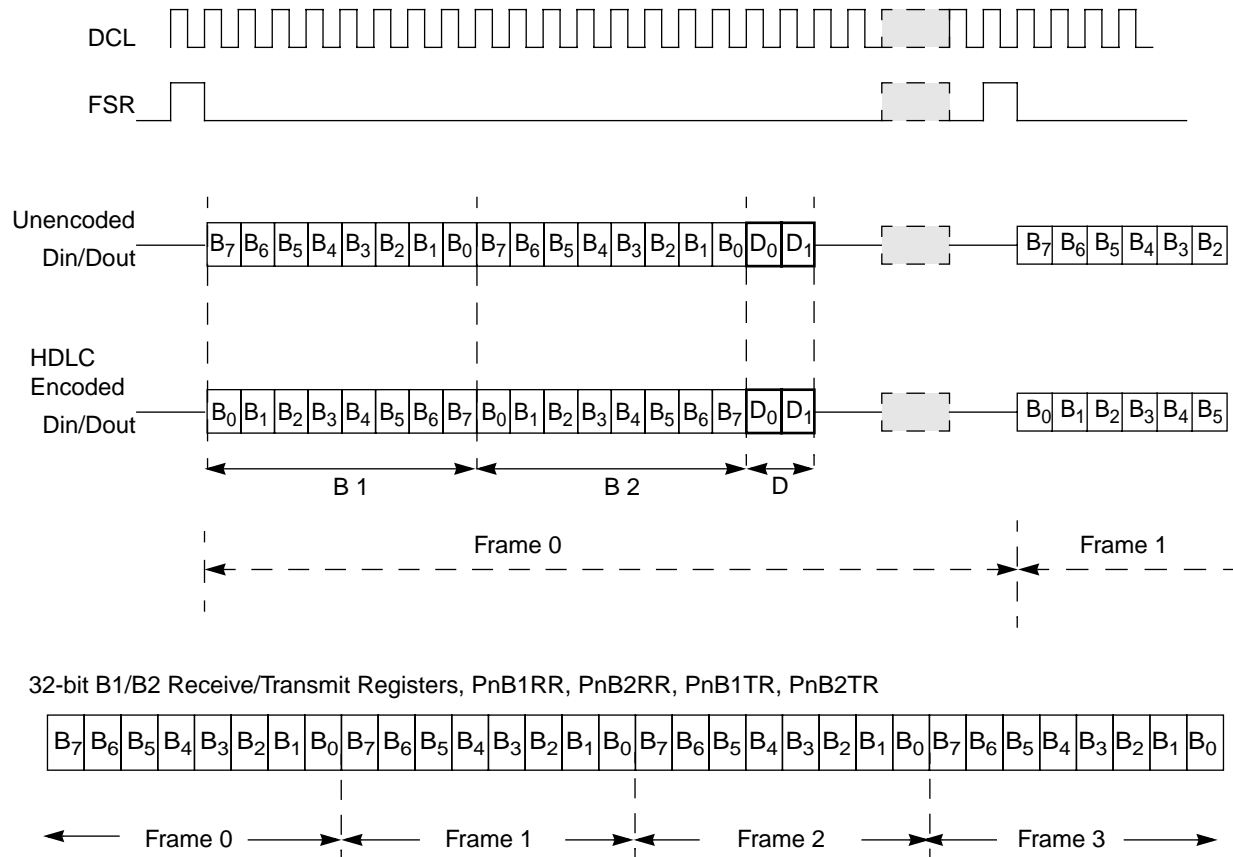 DCL
FSR
Unencoded
Din/Dout
B7 B6 B5 B4 B3 B2 B1 B0 B7 B6 B5 B4 B3 B2 B1 B0 D0 D1 B7 B6 B5 B4 B3 B2
HDLC
Encoded
Din/Dout
B0 B1 B2 B3 B4 B5 B6 B7 B0 B1 B2 B3 B4 B5 B6 B7 D0 D1 B0 B1 B2 B3 B4 B5
B 1 B 2 D
Frame 0 Frame 1
32-bit B1/B2 Receive/Transmit Registers, PnB1RR, PnB2RR, PnB1TR, PnB2TR
B7 B6 B5 B4 B3 B2 B1 B0 B7 B6 B5 B4 B3 B2 B1 B0 B7 B6 B5 B4 B3 B2 B1 B0 B7 B6 B5 B4 B3 B2 B1 B0
Frame 0 Frame 1 Frame 2 Frame 3